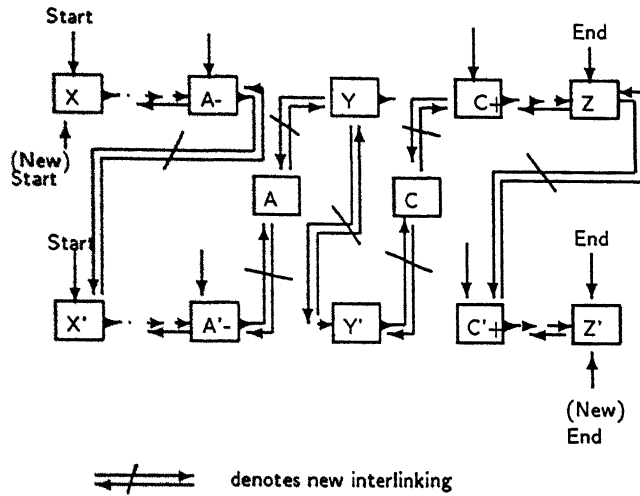 Start
End
X
A-
Y
C+
Z
(New)
Start
A
C
Start
End
X'
A'-
Y'
C'+
Z'
(New)
End
denotes new interlinking